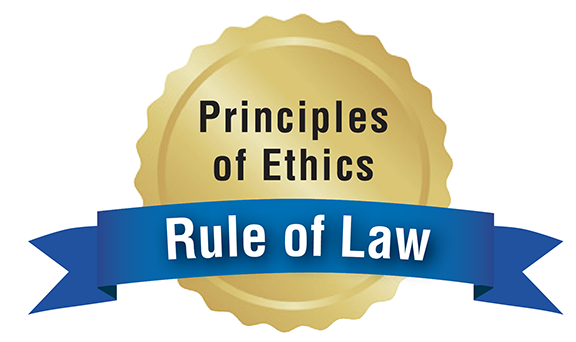 Principles
of Ethics
Rule of Law